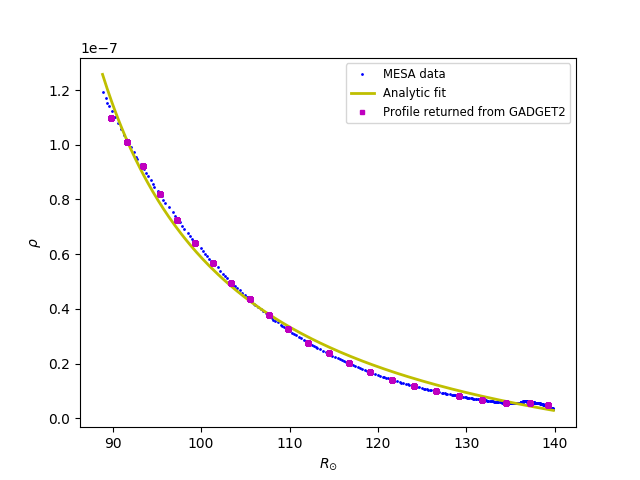 1e−7
MESA data
Analytic fit
Profile returned from GADGET2
1.2
1.0
0.8
0.6
0.4
0.2
0.0
ρ
90 100 110 120 130 140
R⊙